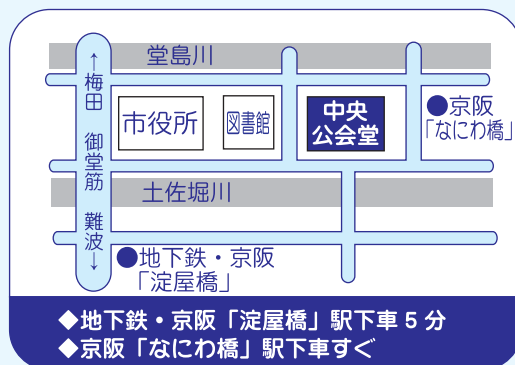 堂島川
←梅田 御堂筋 難波→
市役所
図書館
中央
公会堂
●京阪
「なにわ橋」
土佐堀川
●地下鉄・京阪
「淀屋橋」
◆地下鉄・京阪「淀屋橋」駅下車5分
◆京阪「なにわ橋」駅下車すぐ